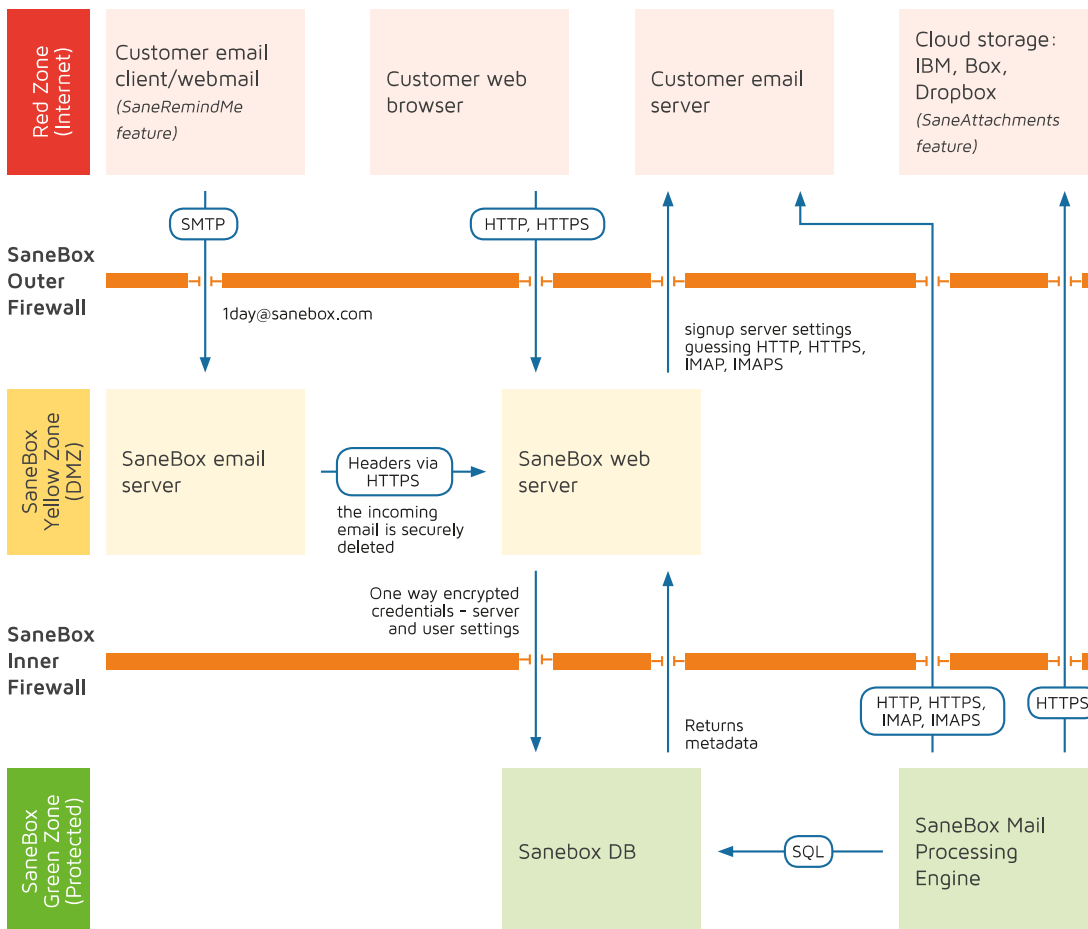 Red Zone
(Internet)
Customer email
client/webmail
(SaneRemindMe
feature)
Customer web
browser
Customer email
server
Cloud storage:
IBM, Box,
Dropbox
(SaneAttachments
feature)
SMTP
HTTP, HTTPS
SaneBox
Outer
Firewall
1day@sanebox.com
signup server settings
guessing HTTP, HTTPS,
IMAP, IMAPS
SaneBox
Yellow Zone
(DMZ)
SaneBox email
server
Headers via
HTTPS
the incoming
email is securely
deleted
SaneBox web
server
One way encrypted
credentials - server
and user settings
SaneBox
Inner
Firewall
Returns
metadata
HTTP, HTTPS,
IMAP, IMAPS
HTTPS
SaneBox
Green Zone
(Protected)
Sanebox DB
SQL
SaneBox Mail
Processing
Engine